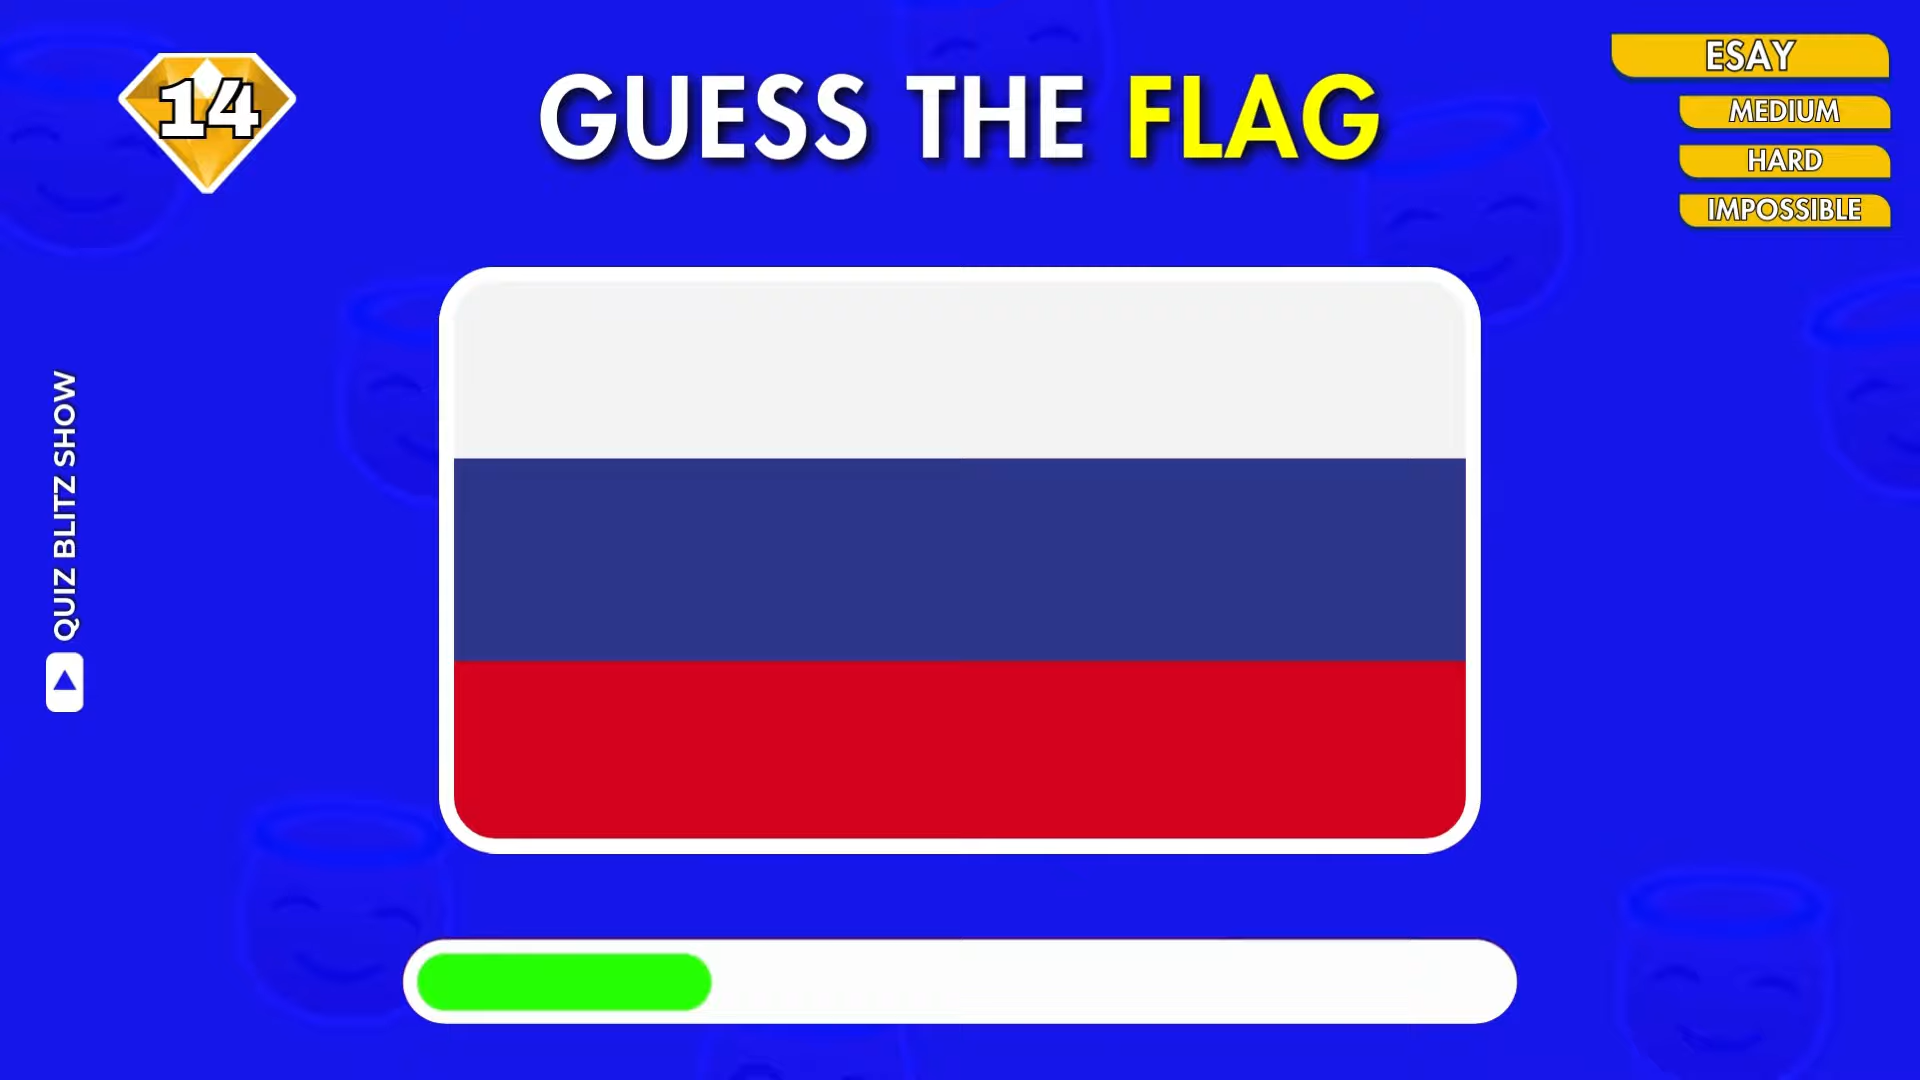 14
GUESS THE FLAG
ESAY
MEDIUM
HARD
IMPOSSIBLE
QUIZ BLITZ SHOW